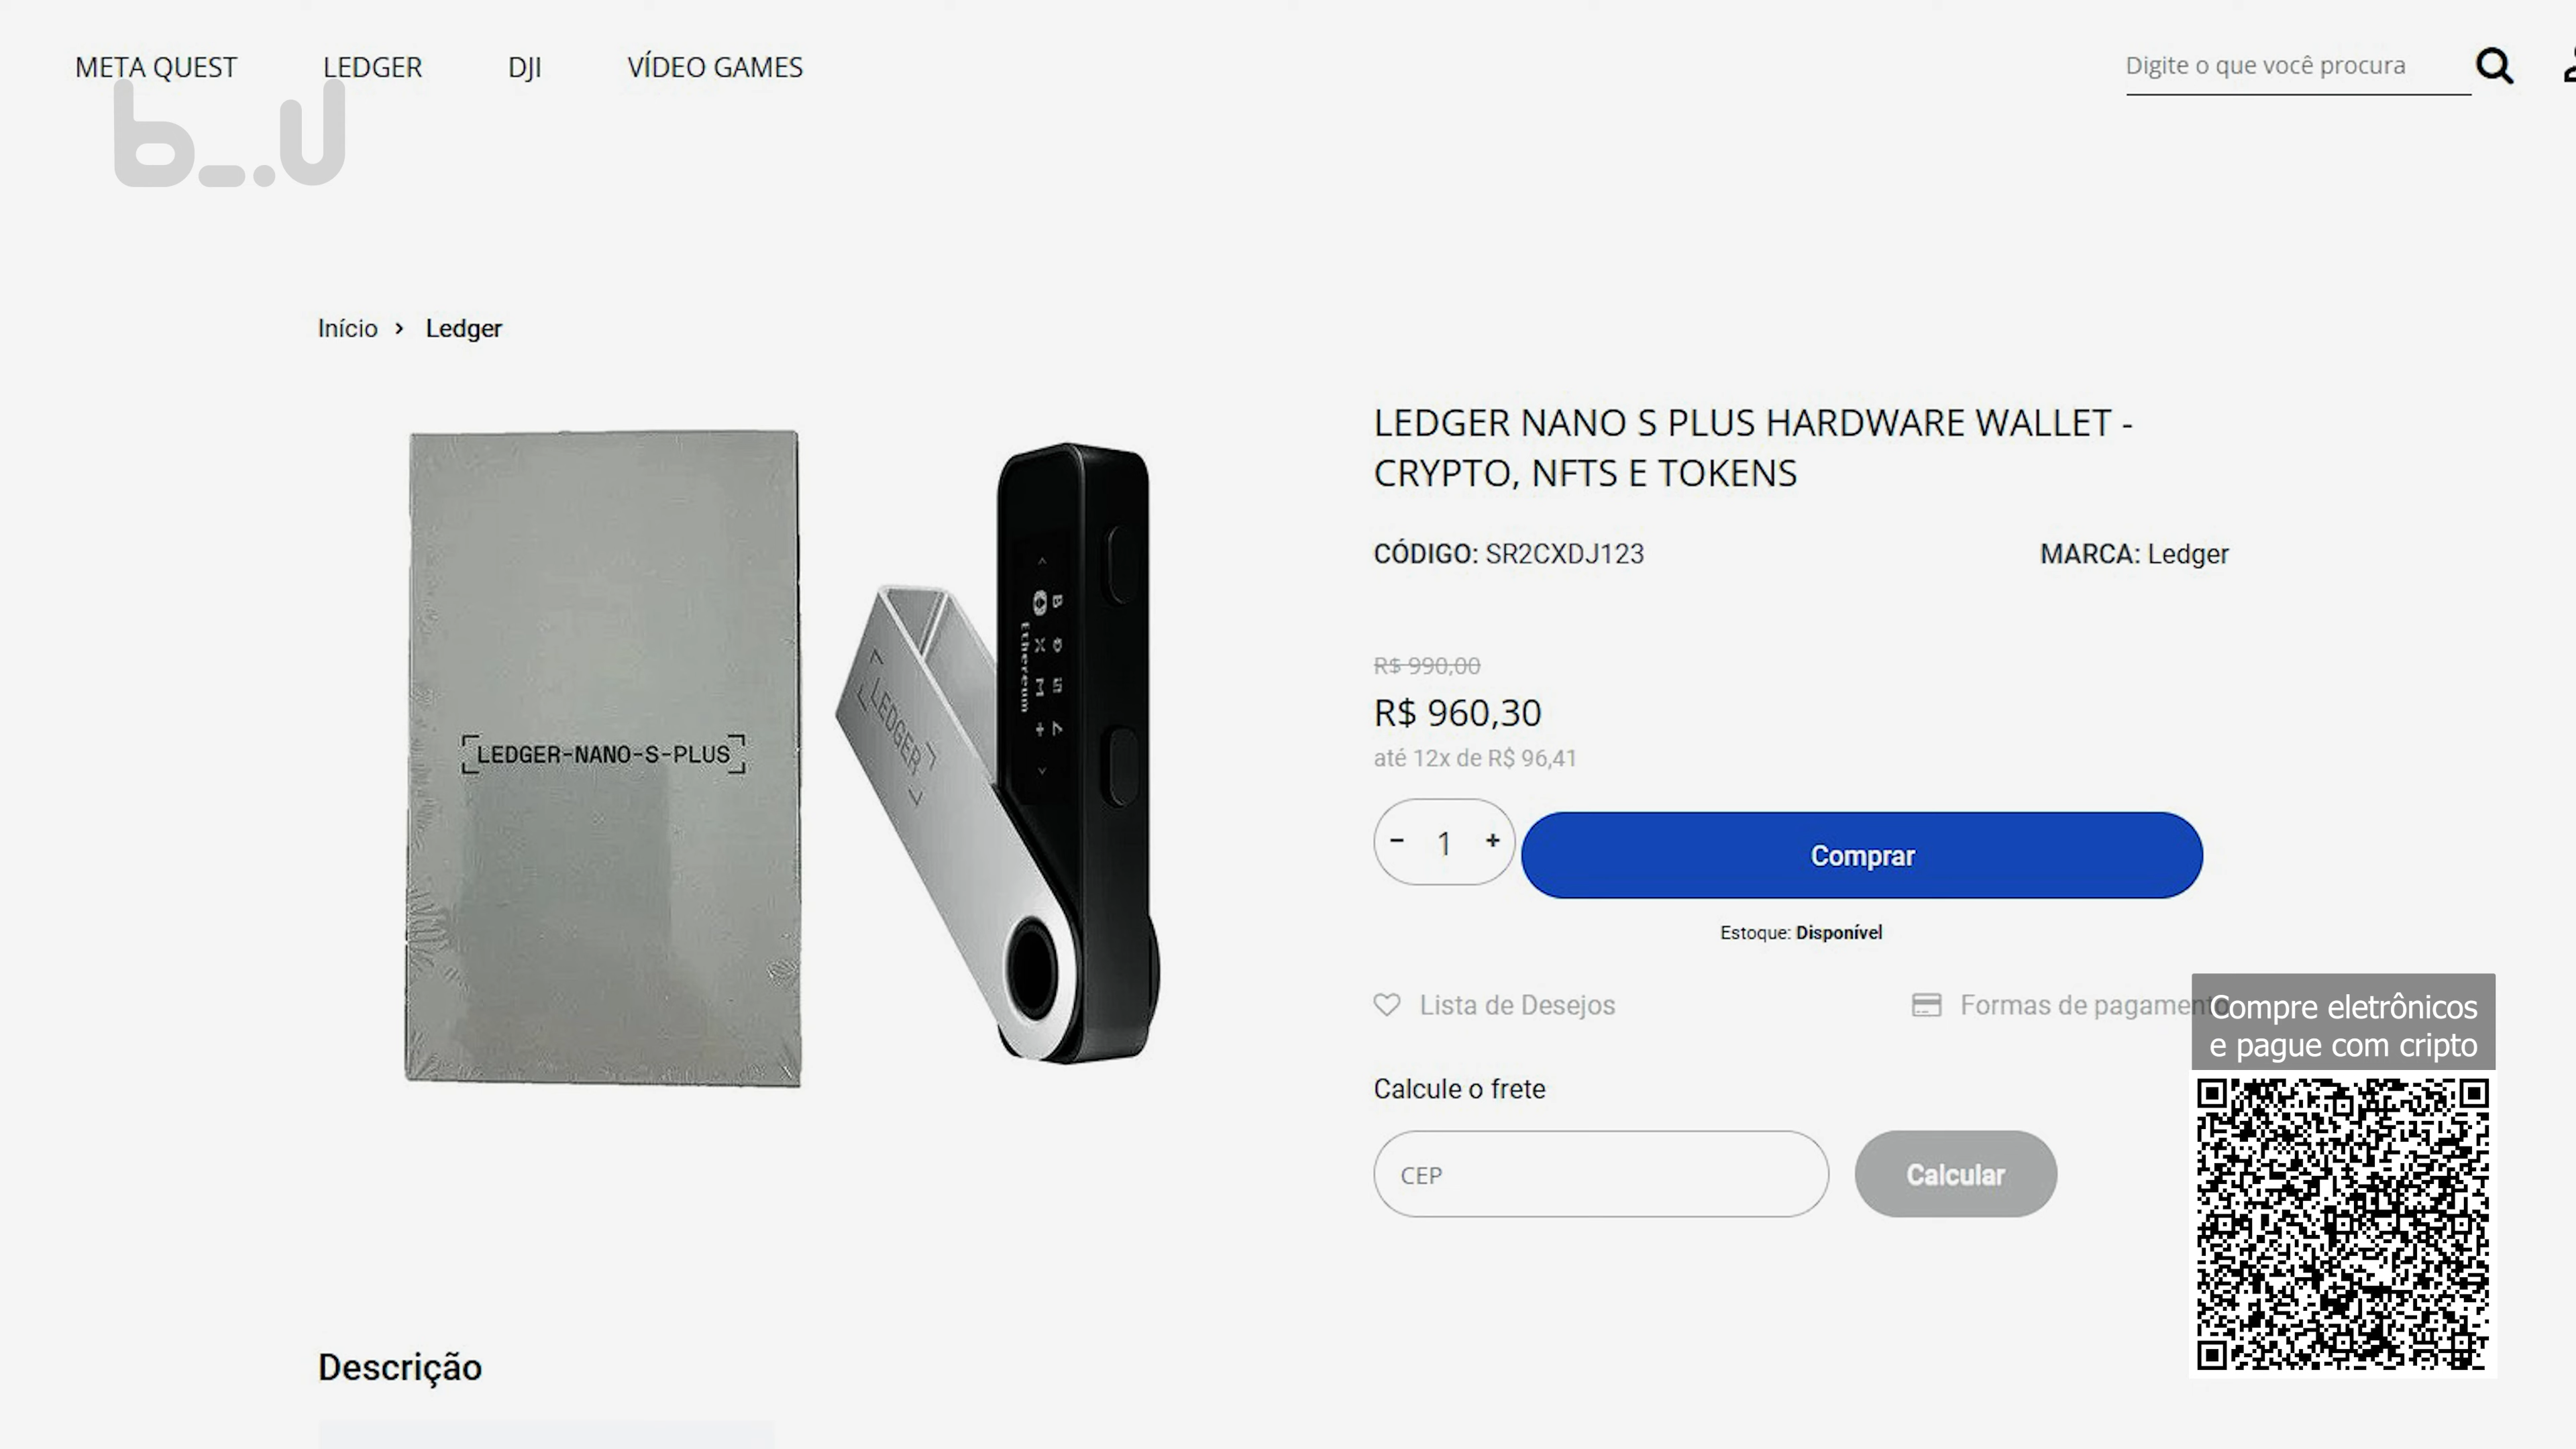 META QUEST
LEDGER
DJI
VÍDEO GAMES
Digite o que você procura
Início > Ledger
LEDGER-NANO-S-PLUS
LEDGER
Ethereum
LEDGER NANO S PLUS HARDWARE WALLET -
CRYPTO, NFTS E TOKENS
CÓDIGO: SR2CXDJ123
MARCA: Ledger
R$ 990,00
R$ 960,30
até 12x de R$ 96,41
- 1 +
Comprar
Estoque: Disponível
Lista de Desejos
Formas de pagamento
Compre eletrônicos
e pague com cripto
Calcule o frete
CEP
Calcular
Descrição